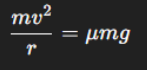 mv²/r = μmg